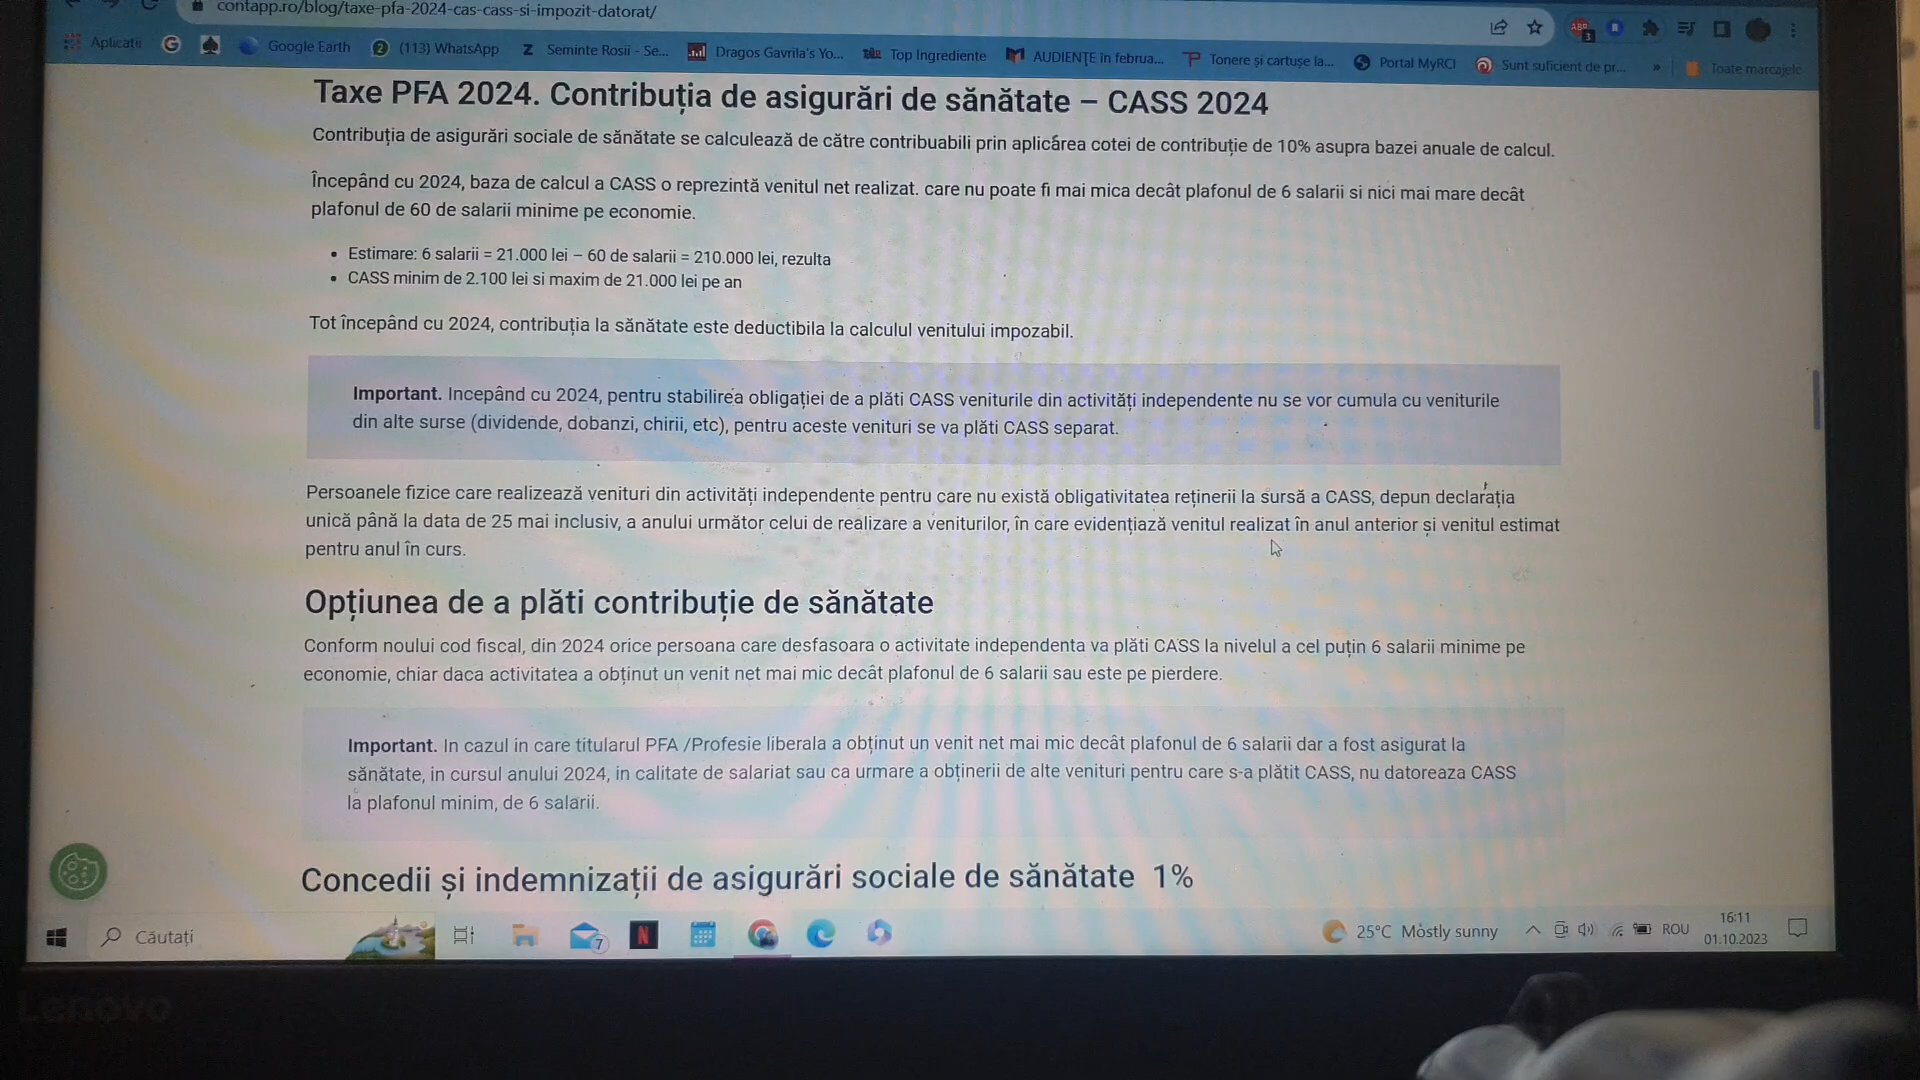 contapp.ro/blog/taxe-pfa-2024-cas-cass-si-impozit-datorat/
Aplicații
Google Earth
(113) WhatsApp
Seminte Rosii - Se...
Dragos Gavrila's Yo...
Top Ingrediente
AUDIENȚE în februa...
Tonere și cartușe la...
Portal MyRCI
Sunt suficient de pr...
»
Toate marcajele
Taxe PFA 2024. Contribuția de asigurări de sănătate – CASS 2024
Contribuția de asigurări sociale de sănătate se calculează de către contribuabili prin aplicarea cotei de contribuție de 10% asupra bazei anuale de calcul.
Începând cu 2024, baza de calcul a CASS o reprezintă venitul net realizat. care nu poate fi mai mica decât plafonul de 6 salarii si nici mai mare decât
plafonul de 60 de salarii minime pe economie.
• Estimare: 6 salarii = 21.000 lei – 60 de salarii = 210.000 lei, rezulta
• CASS minim de 2.100 lei si maxim de 21.000 lei pe an
Tot începând cu 2024, contribuția la sănătate este deductibila la calculul venitului impozabil.
Important. Incepând cu 2024, pentru stabilirea obligației de a plăti CASS veniturile din activități independente nu se vor cumula cu veniturile
din alte surse (dividende, dobanzi, chirii, etc), pentru aceste venituri se va plăti CASS separat.
Persoanele fizice care realizează venituri din activități independente pentru care nu există obligativitatea reținerii la sursă a CASS, depun declarația
unică până la data de 25 mai inclusiv, a anului următor celui de realizare a veniturilor, în care evidențiază venitul realizat în anul anterior și venitul estimat
pentru anul în curs.
Opțiunea de a plăti contribuție de sănătate
Conform noului cod fiscal, din 2024 orice persoana care desfasoara o activitate independenta va plăti CASS la nivelul a cel puțin 6 salarii minime pe
economie, chiar daca activitatea a obținut un venit net mai mic decât plafonul de 6 salarii sau este pe pierdere.
Important. In cazul in care titularul PFA /Profesie liberala a obținut un venit net mai mic decât plafonul de 6 salarii dar a fost asigurat la
sănătate, in cursul anului 2024, in calitate de salariat sau ca urmare a obținerii de alte venituri pentru care s-a plătit CASS, nu datoreaza CASS
la plafonul minim, de 6 salarii.
Concedii și indemnizații de asigurări sociale de sănătate 1%
Căutați
7
N
25°C Mostly sunny
ROU
16:11
01.10.2023
Lenovo